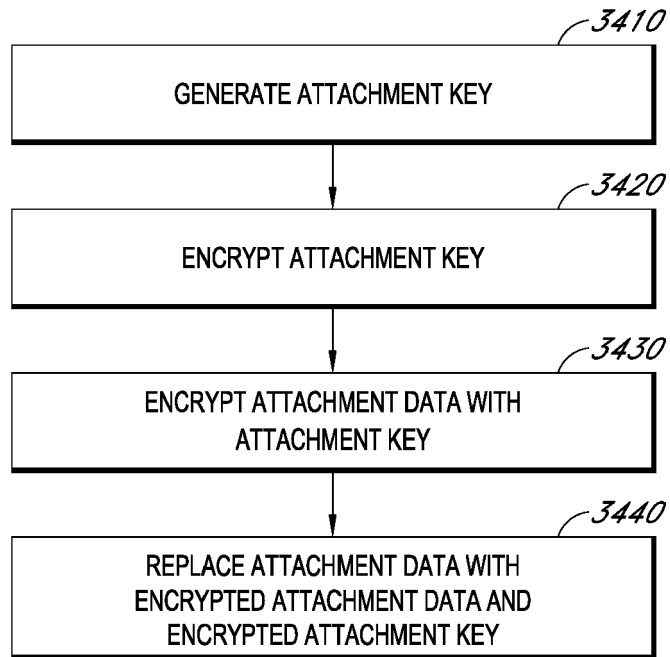 3410
GENERATE ATTACHMENT KEY
3420
ENCRYPT ATTACHMENT KEY
3430
ENCRYPT ATTACHMENT DATA WITH
ATTACHMENT KEY
3440
REPLACE ATTACHMENT DATA WITH
ENCRYPTED ATTACHMENT DATA AND
ENCRYPTED ATTACHMENT KEY